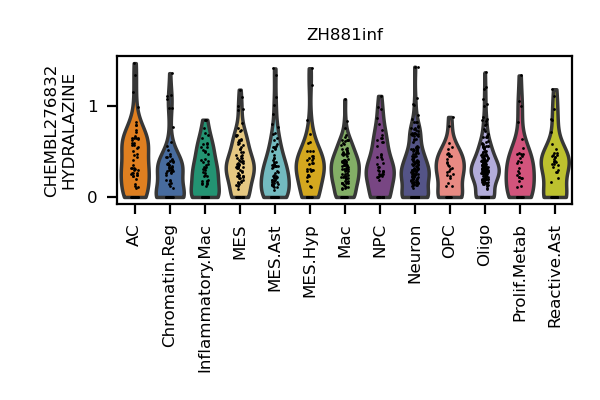 ZH881inf
CHEMBL276832
HYDRALAZINE
1
0
AC
Chromatin.Reg
Inflammatory.Mac
MES
MES.Ast
MES.Hyp
Mac
NPC
Neuron
OPC
Oligo
Prolif.Metab
Reactive.Ast